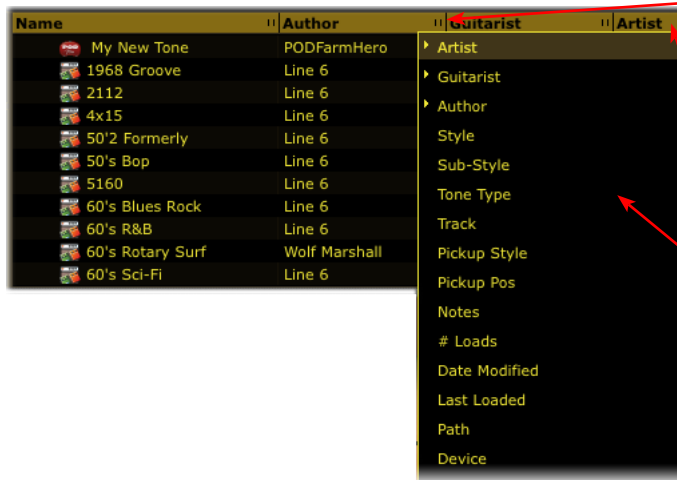 Name Author Guitarist Artist
My New Tone PODFarmHero
1968 Groove Line 6
2112 Line 6
4x15 Line 6
50'2 Formerly Line 6
50's Bop Line 6
5160 Line 6
60's Blues Rock Line 6
60's R&B Line 6
60's Rotary Surf Wolf Marshall
60's Sci-Fi Line 6
Artist
Guitarist
Author
Style
Sub-Style
Tone Type
Track
Pickup Style
Pickup Pos
Notes
# Loads
Date Modified
Last Loaded
Path
Device